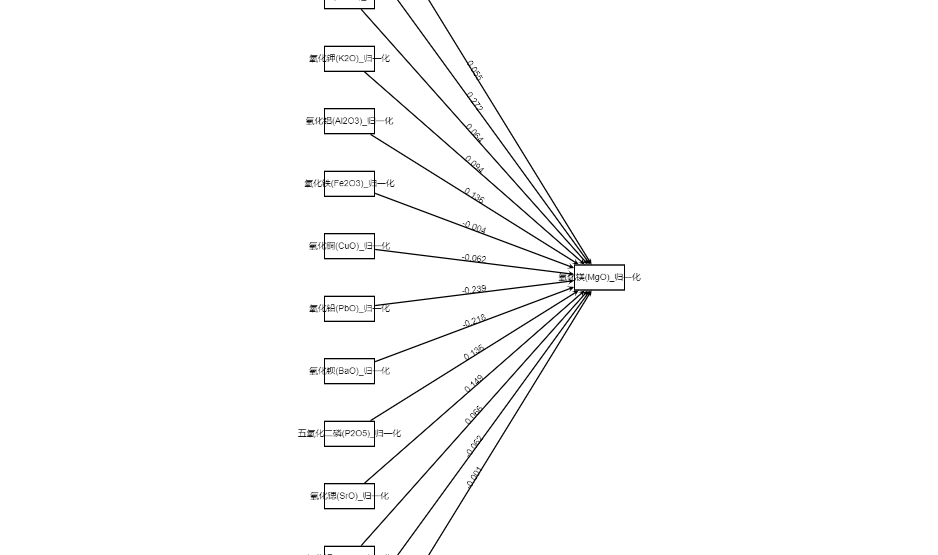 0.055
氧化钾(K2O)_归一化
0.272
0.064
氧化铝(Al2O3)_归一化
0.094
氧化铁(Fe2O3)_归一化
0.136
-0.004
氧化铜(CuO)_归一化
-0.062
氧化镁(MgO)_归一化
-0.239
氧化铅(PbO)_归一化
-0.218
0.136
氧化钡(BaO)_归一化
0.149
0.066
五氧化二磷(P2O5)_归一化
-0.062
-0.001
氧化锶(SrO)_归一化